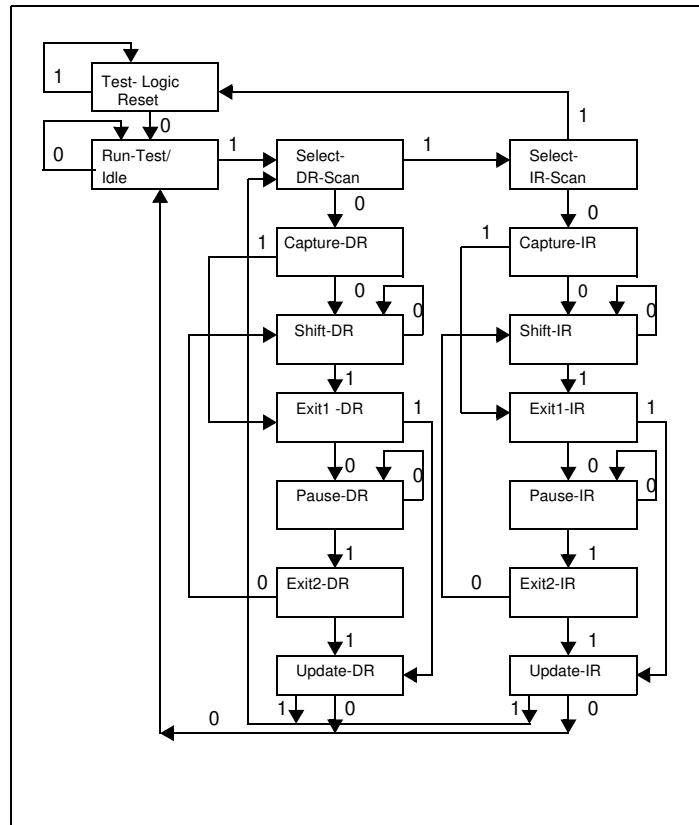 1
Test- Logic
Reset
0
1
0
Run-Test/
Idle
1
Select-
DR-Scan
1
Select-
IR-Scan
0
0
1
Capture-DR
1
Capture-IR
0
0
0
0
Shift-DR
Shift-IR
1
1
Exit1 -DR
1
Exit1-IR
1
0
0
0
0
Pause-DR
Pause-IR
1
1
0
Exit2-DR
0
Exit2-IR
1
1
Update-DR
Update-IR
0
1
0
1
0